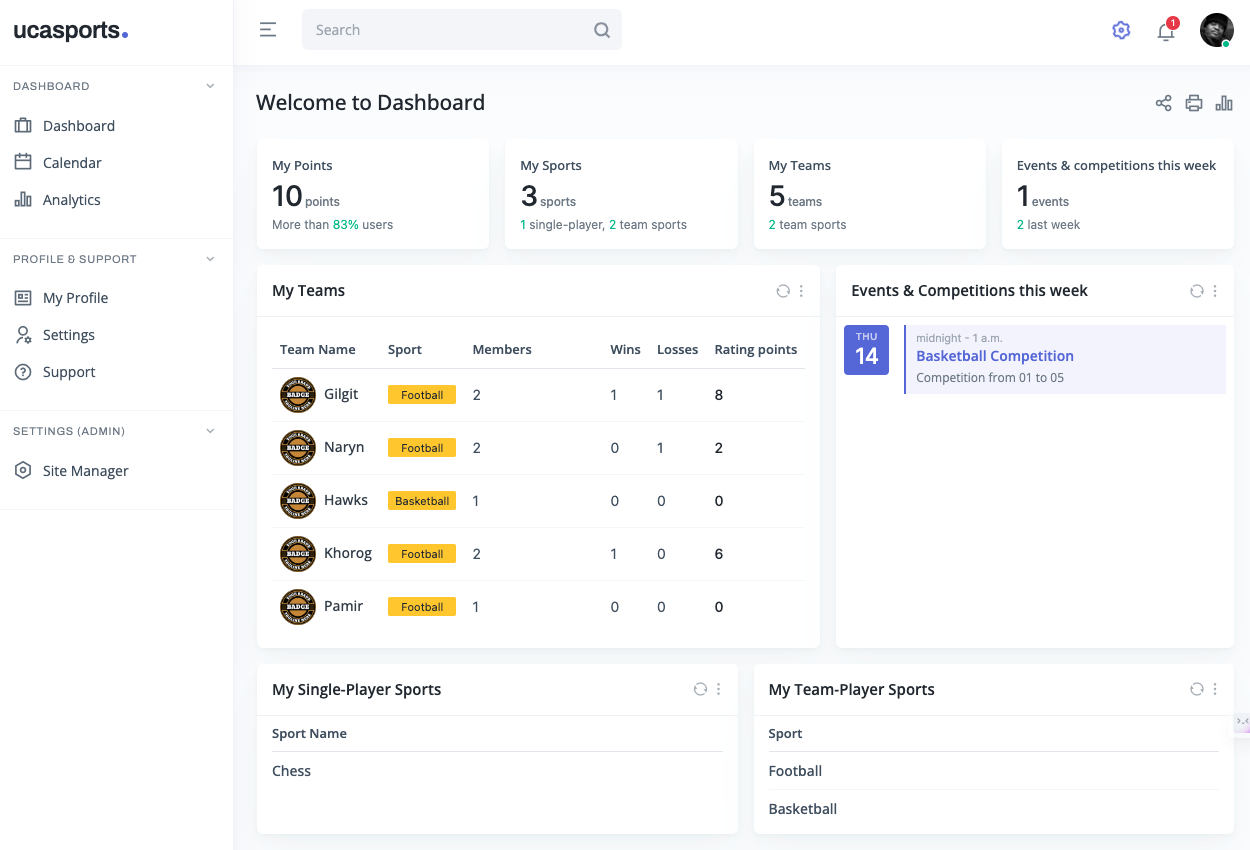 ucasports.
Search
1
DASHBOARD
Dashboard
Calendar
Analytics
PROFILE & SUPPORT
My Profile
Settings
Support
SETTINGS (ADMIN)
Site Manager
Welcome to Dashboard
My Points
10 points
More than 83% users
My Sports
3 sports
1 single-player, 2 team sports
My Teams
5 teams
2 team sports
Events & competitions this week
1 events
2 last week
My Teams
Team Name Sport Members Wins Losses Rating points
BADGE Gilgit Football 2 1 1 8
BADGE Naryn Football 2 0 1 2
BADGE Hawks Basketball 1 0 0 0
BADGE Khorog Football 2 1 0 6
BADGE Pamir Football 1 0 0 0
Events & Competitions this week
THU
14
midnight - 1 a.m.
Basketball Competition
Competition from 01 to 05
My Single-Player Sports
Sport Name
Chess
My Team-Player Sports
Sport
Football
Basketball